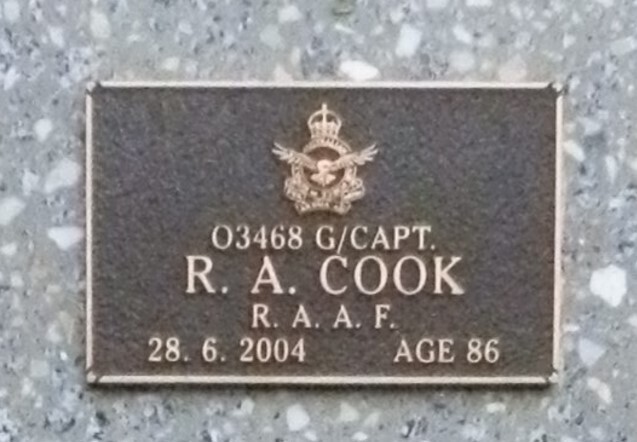 O3468 G/CAPT.
R. A. COOK
R. A. A. F.
28. 6. 2004 AGE 86